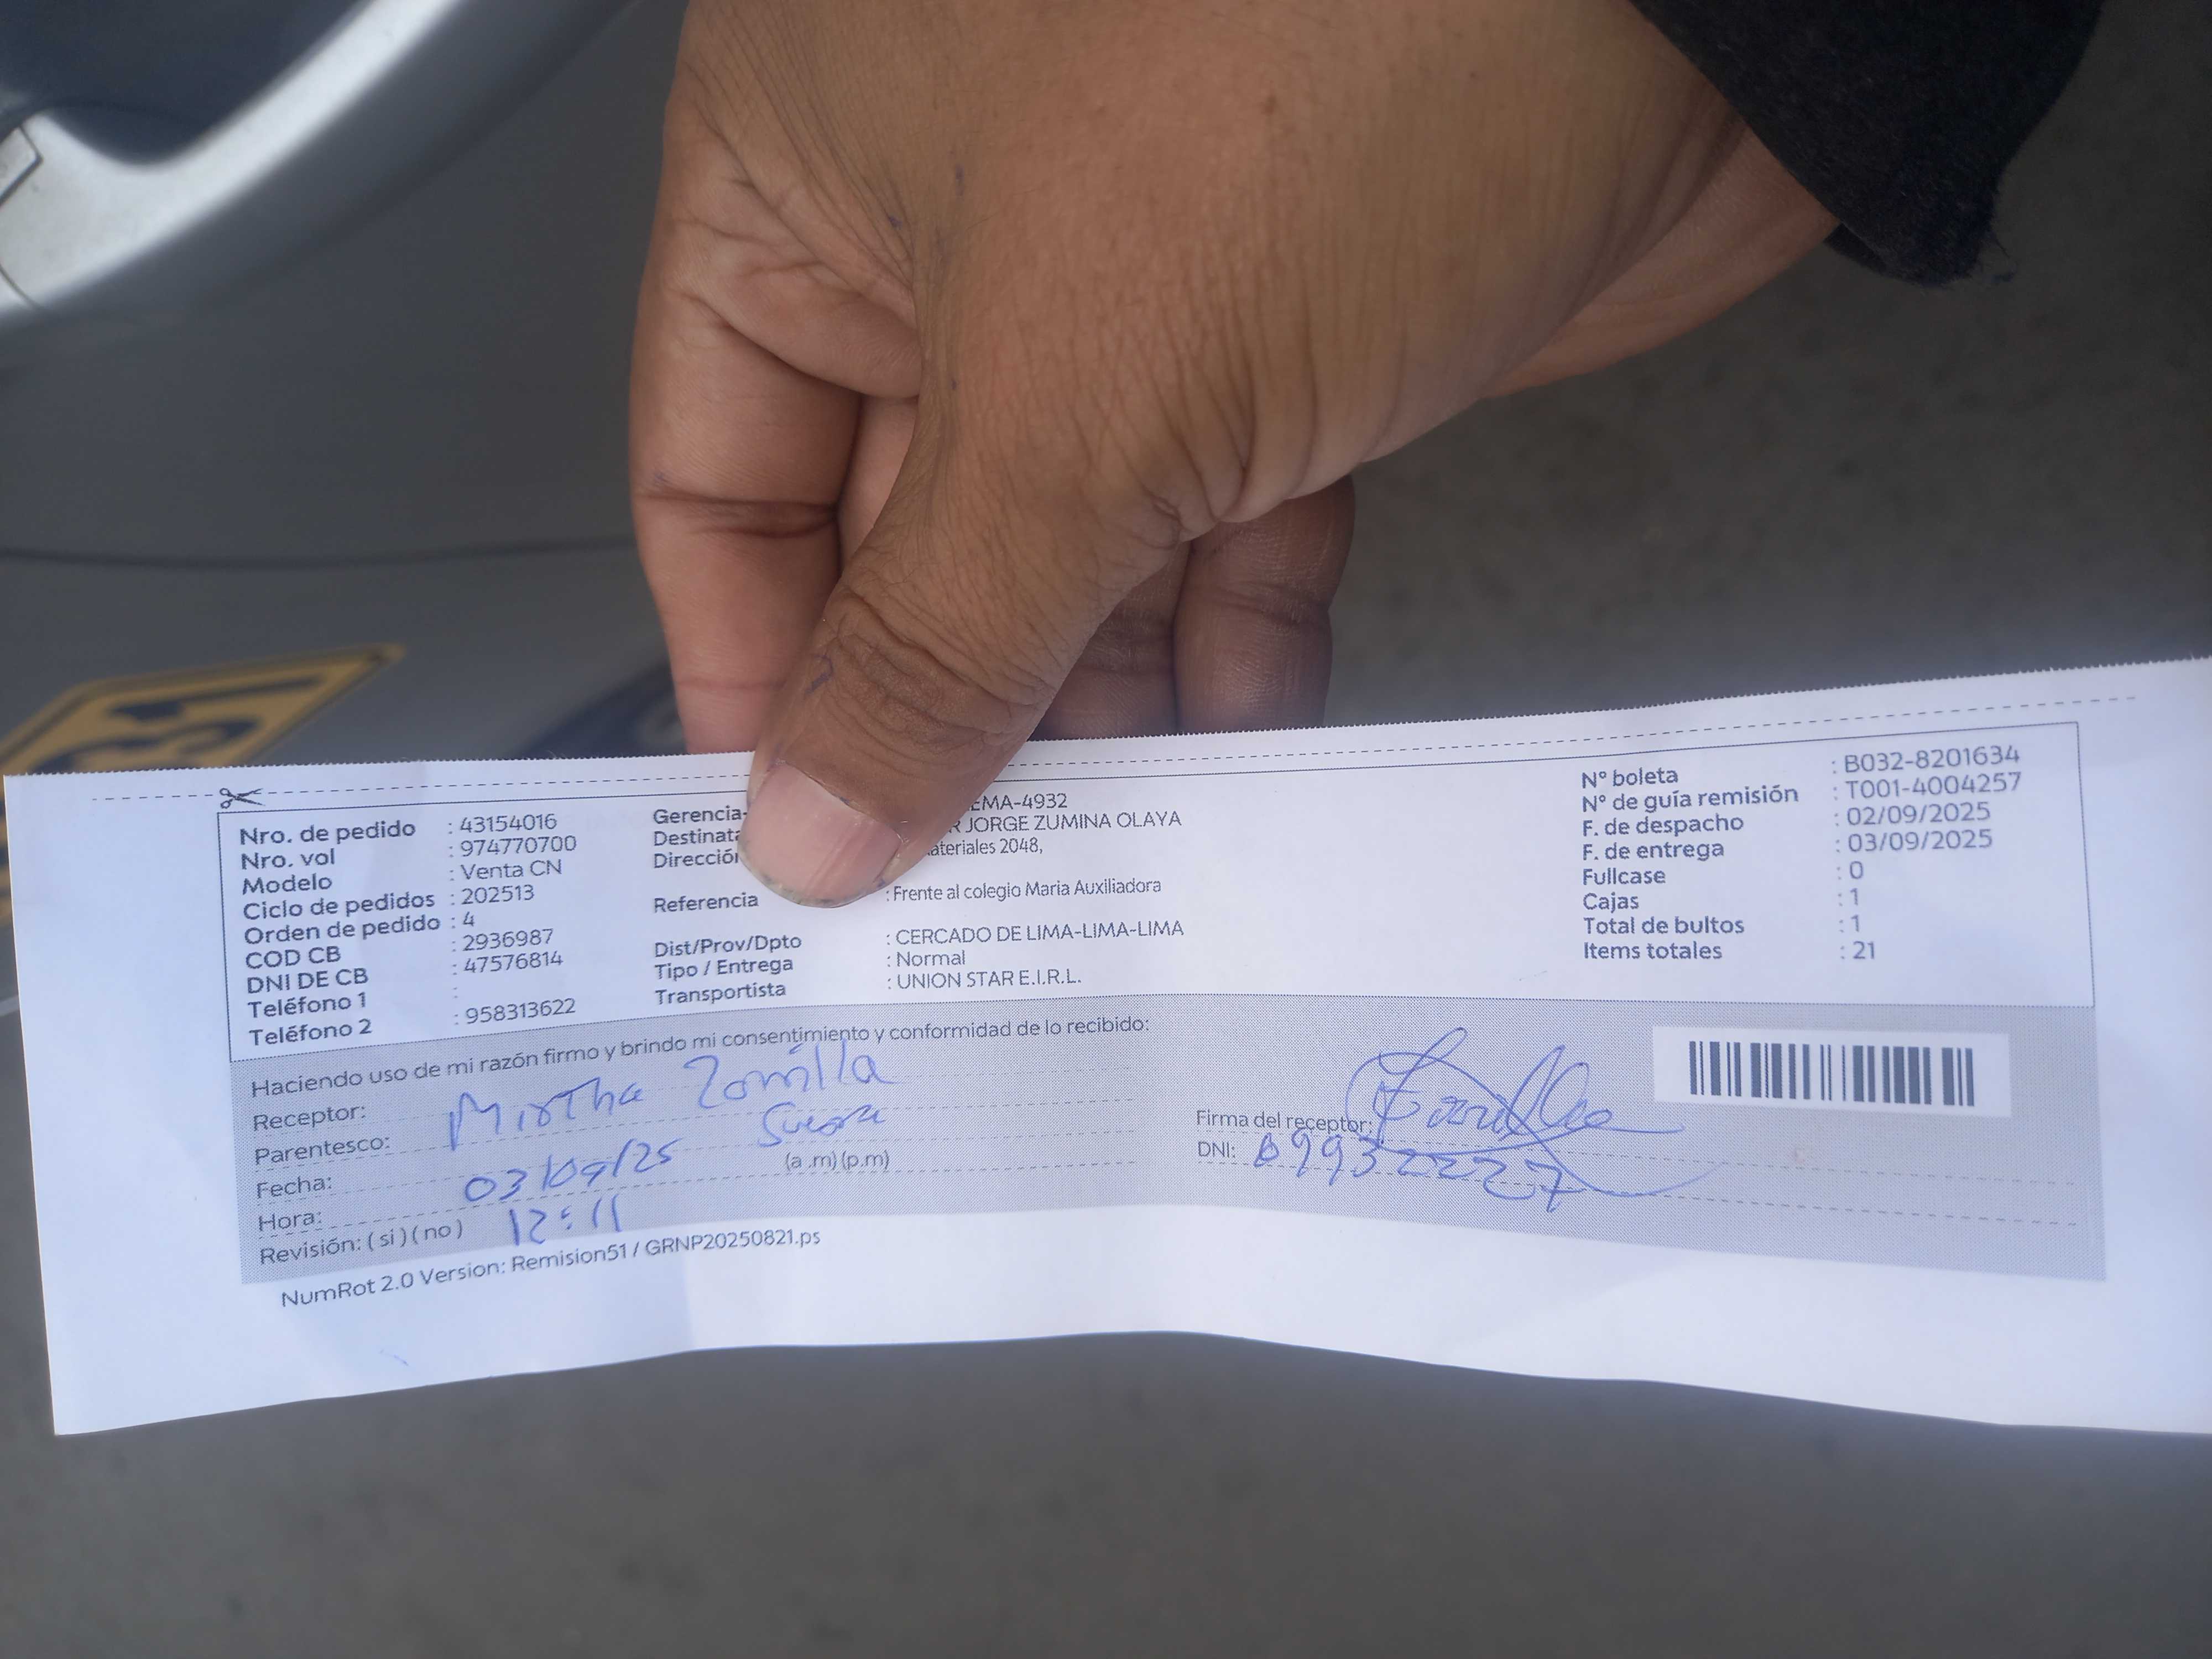 Nro. de pedido : 43154016
Nro. vol : 974770700
Modelo : Venta CN
Ciclo de pedidos : 202513
Orden de pedido : 4
COD CB : 2936987
DNI DE CB : 47576814
Teléfono 1 :
Teléfono 2 : 958313622
Gerencia- EMA-4932
Destinat R JORGE ZUMINA OLAYA
Dirección ateriales 2048,
Referencia : Frente al colegio Maria Auxiliadora
Dist/Prov/Dpto : CERCADO DE LIMA-LIMA-LIMA
Tipo / Entrega : Normal
Transportista : UNION STAR E.I.R.L.
N° boleta : B032-8201634
N° de guía remisión : T001-4004257
F. de despacho : 02/09/2025
F. de entrega : 03/09/2025
Fullcase : 0
Cajas : 1
Total de bultos : 1
Items totales : 21
Haciendo uso de mi razón firmo y brindo mi consentimiento y conformidad de lo recibido:
Receptor: Mirtha Zorrilla
Parentesco: Suegra
Fecha: 03/09/25
Hora: 12:11 (a .m) (p.m)
Revisión: ( si ) ( no )
Firma del receptor:
DNI: 09932227
NumRot 2.0 Version: Remision51 / GRNP20250821.ps